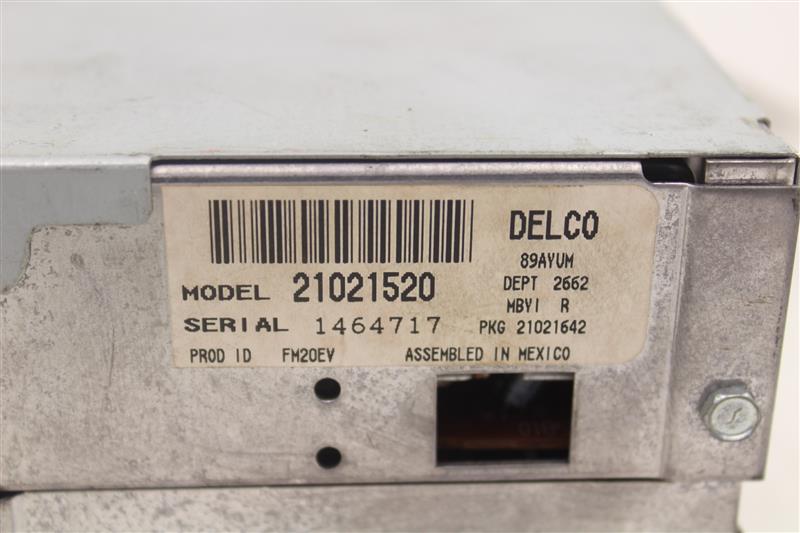 DELCO
89AYUM
MODEL 21021520
DEPT 2662
MBYI R
SERIAL 1464717
PKG 21021642
PROD ID FM20EV
ASSEMBLED IN MEXICO